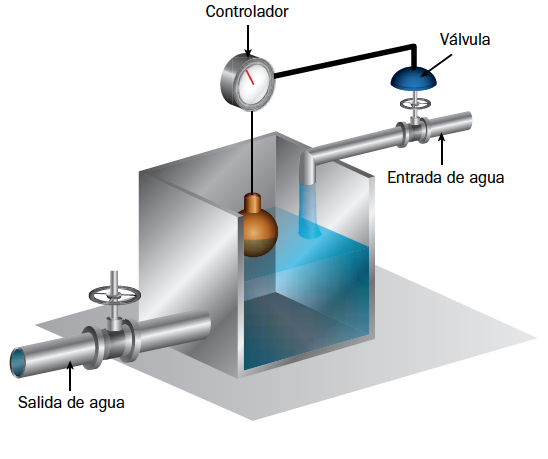 Controlador
Válvula
Entrada de agua
Salida de agua